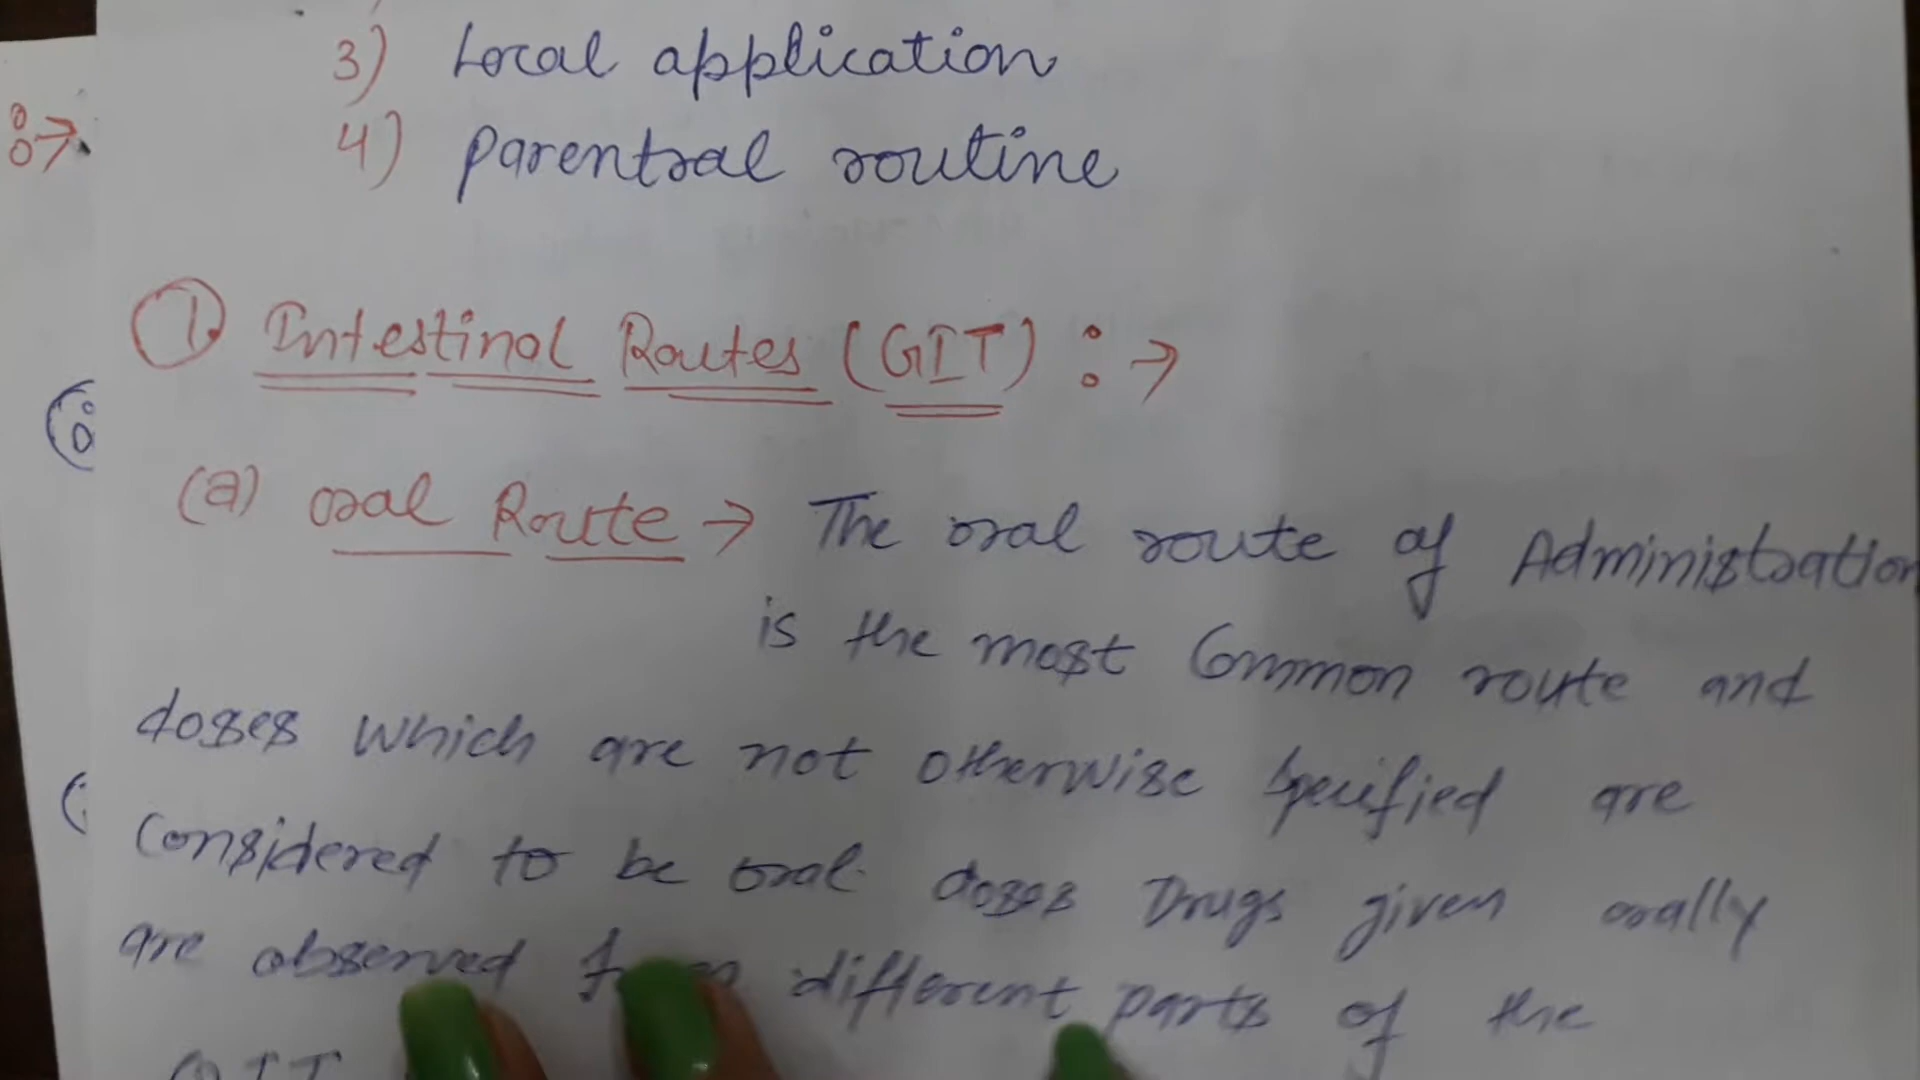 3) Local application
4) Parentral routine
① Intestinal Routes (GIT) : →
(a) oral Route → The oral route of Administration
is the most Common route and
doses which are not otherwise specified are
Considered to be oral doses Drugs given orally
are observed from different parts of the
GIT